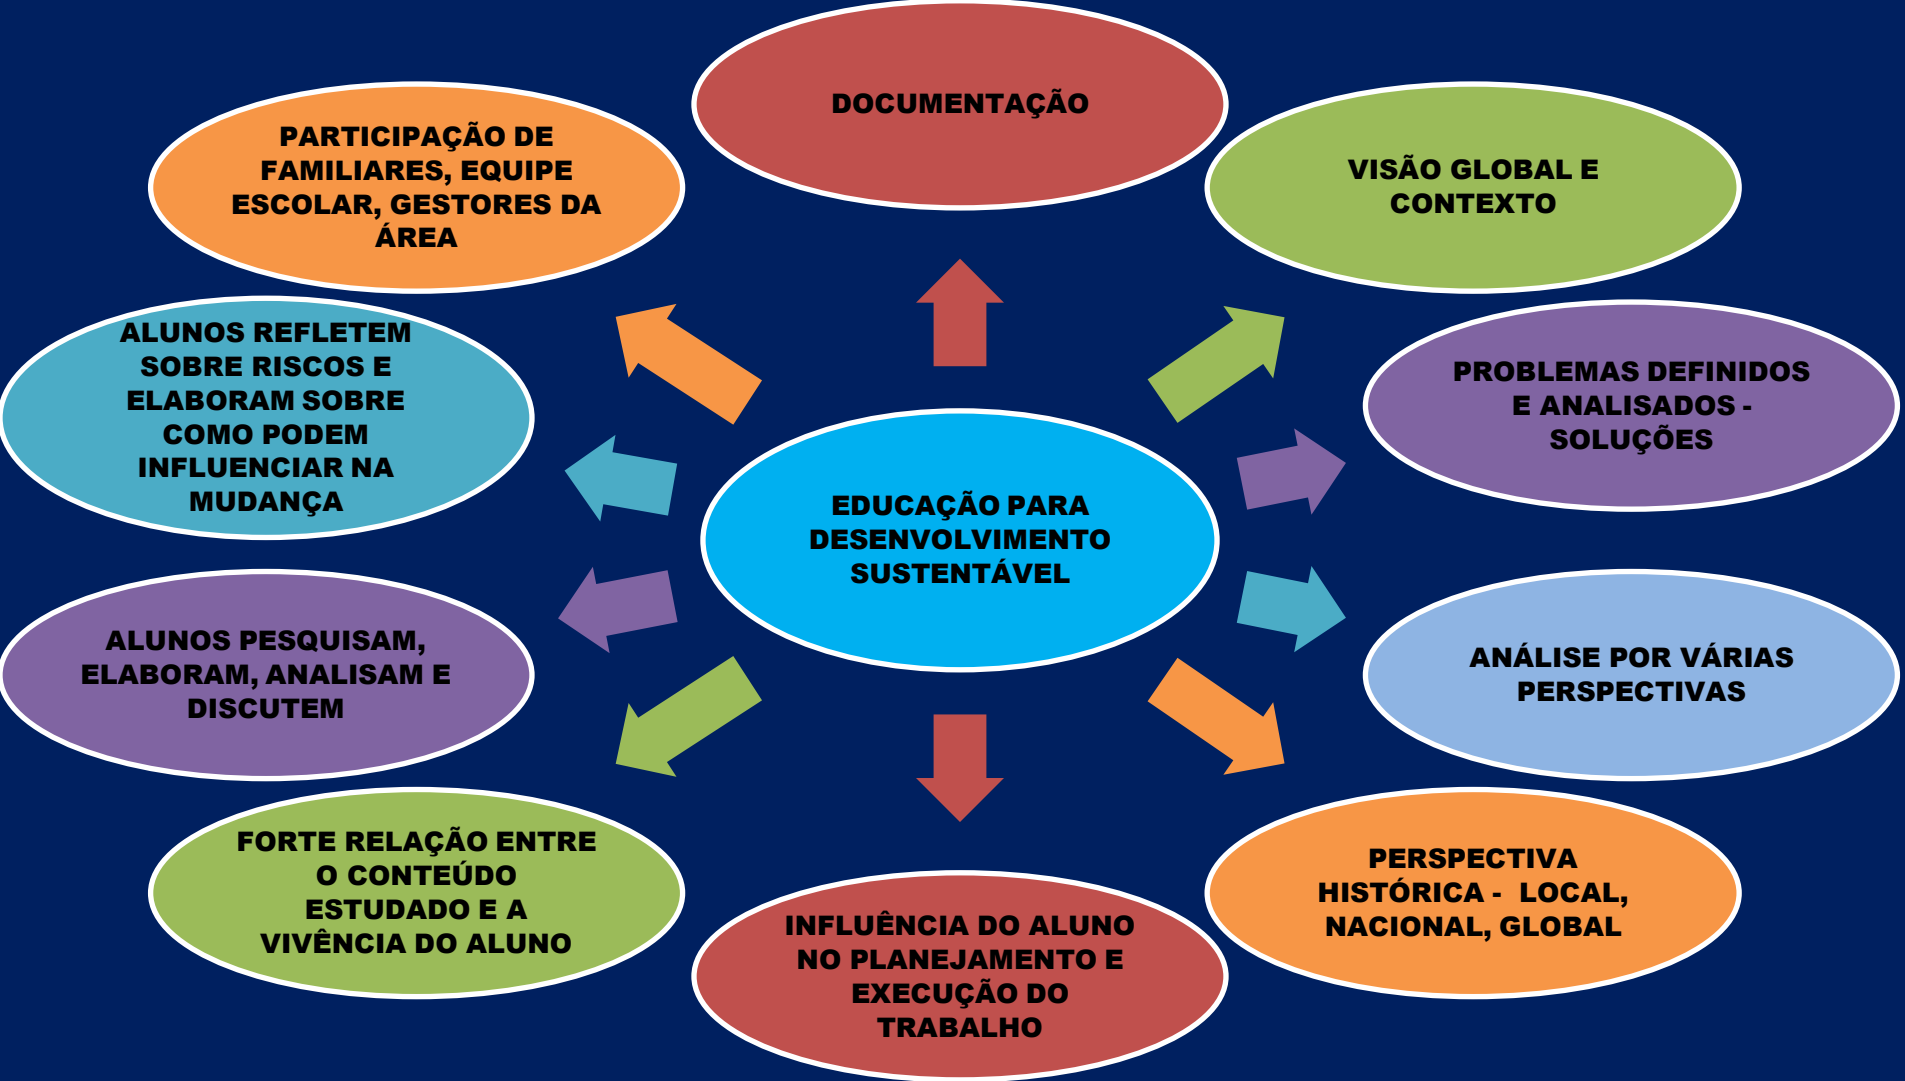 DOCUMENTAÇÃO
VISÃO GLOBAL E
CONTEXTO
PROBLEMAS DEFINIDOS
E ANALISADOS -
SOLUÇÕES
ANÁLISE POR VÁRIAS
PERSPECTIVAS
PERSPECTIVA
HISTÓRICA -  LOCAL,
NACIONAL, GLOBAL
INFLUÊNCIA DO ALUNO
NO PLANEJAMENTO E
EXECUÇÃO DO
TRABALHO
FORTE RELAÇÃO ENTRE
O CONTEÚDO
ESTUDADO E A
VIVÊNCIA DO ALUNO
ALUNOS PESQUISAM,
ELABORAM, ANALISAM E
DISCUTEM
ALUNOS REFLETEM
SOBRE RISCOS E
ELABORAM SOBRE
COMO PODEM
INFLUENCIAR NA
MUDANÇA
PARTICIPAÇÃO DE
FAMILIARES, EQUIPE
ESCOLAR, GESTORES DA
ÁREA
EDUCAÇÃO PARA
DESENVOLVIMENTO
SUSTENTÁVEL